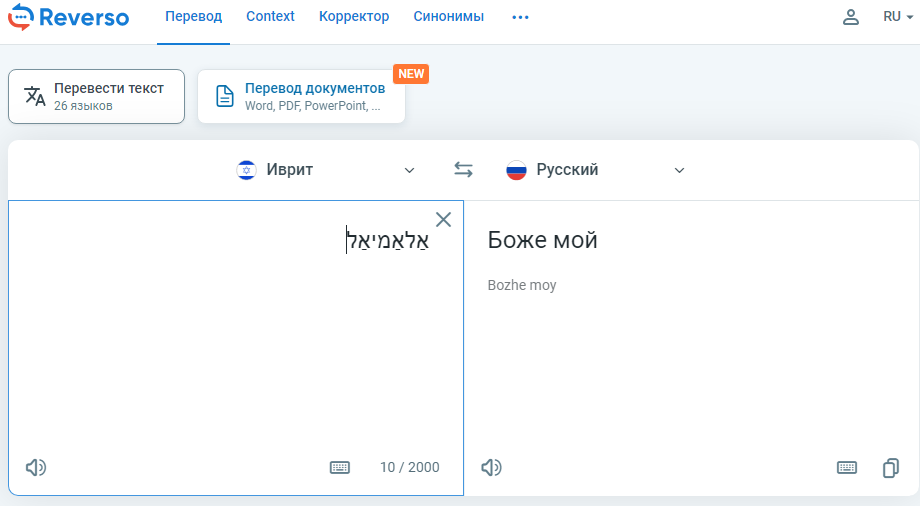 Reverso
Перевод Context Корректор Синонимы ••• RU
Перевести текст
26 языков
NEW
Перевод документов
Word, PDF, PowerPoint, ...
Иврит Русский
אַלאַמיאַל
Боже мой
Bozhe moy
10 / 2000